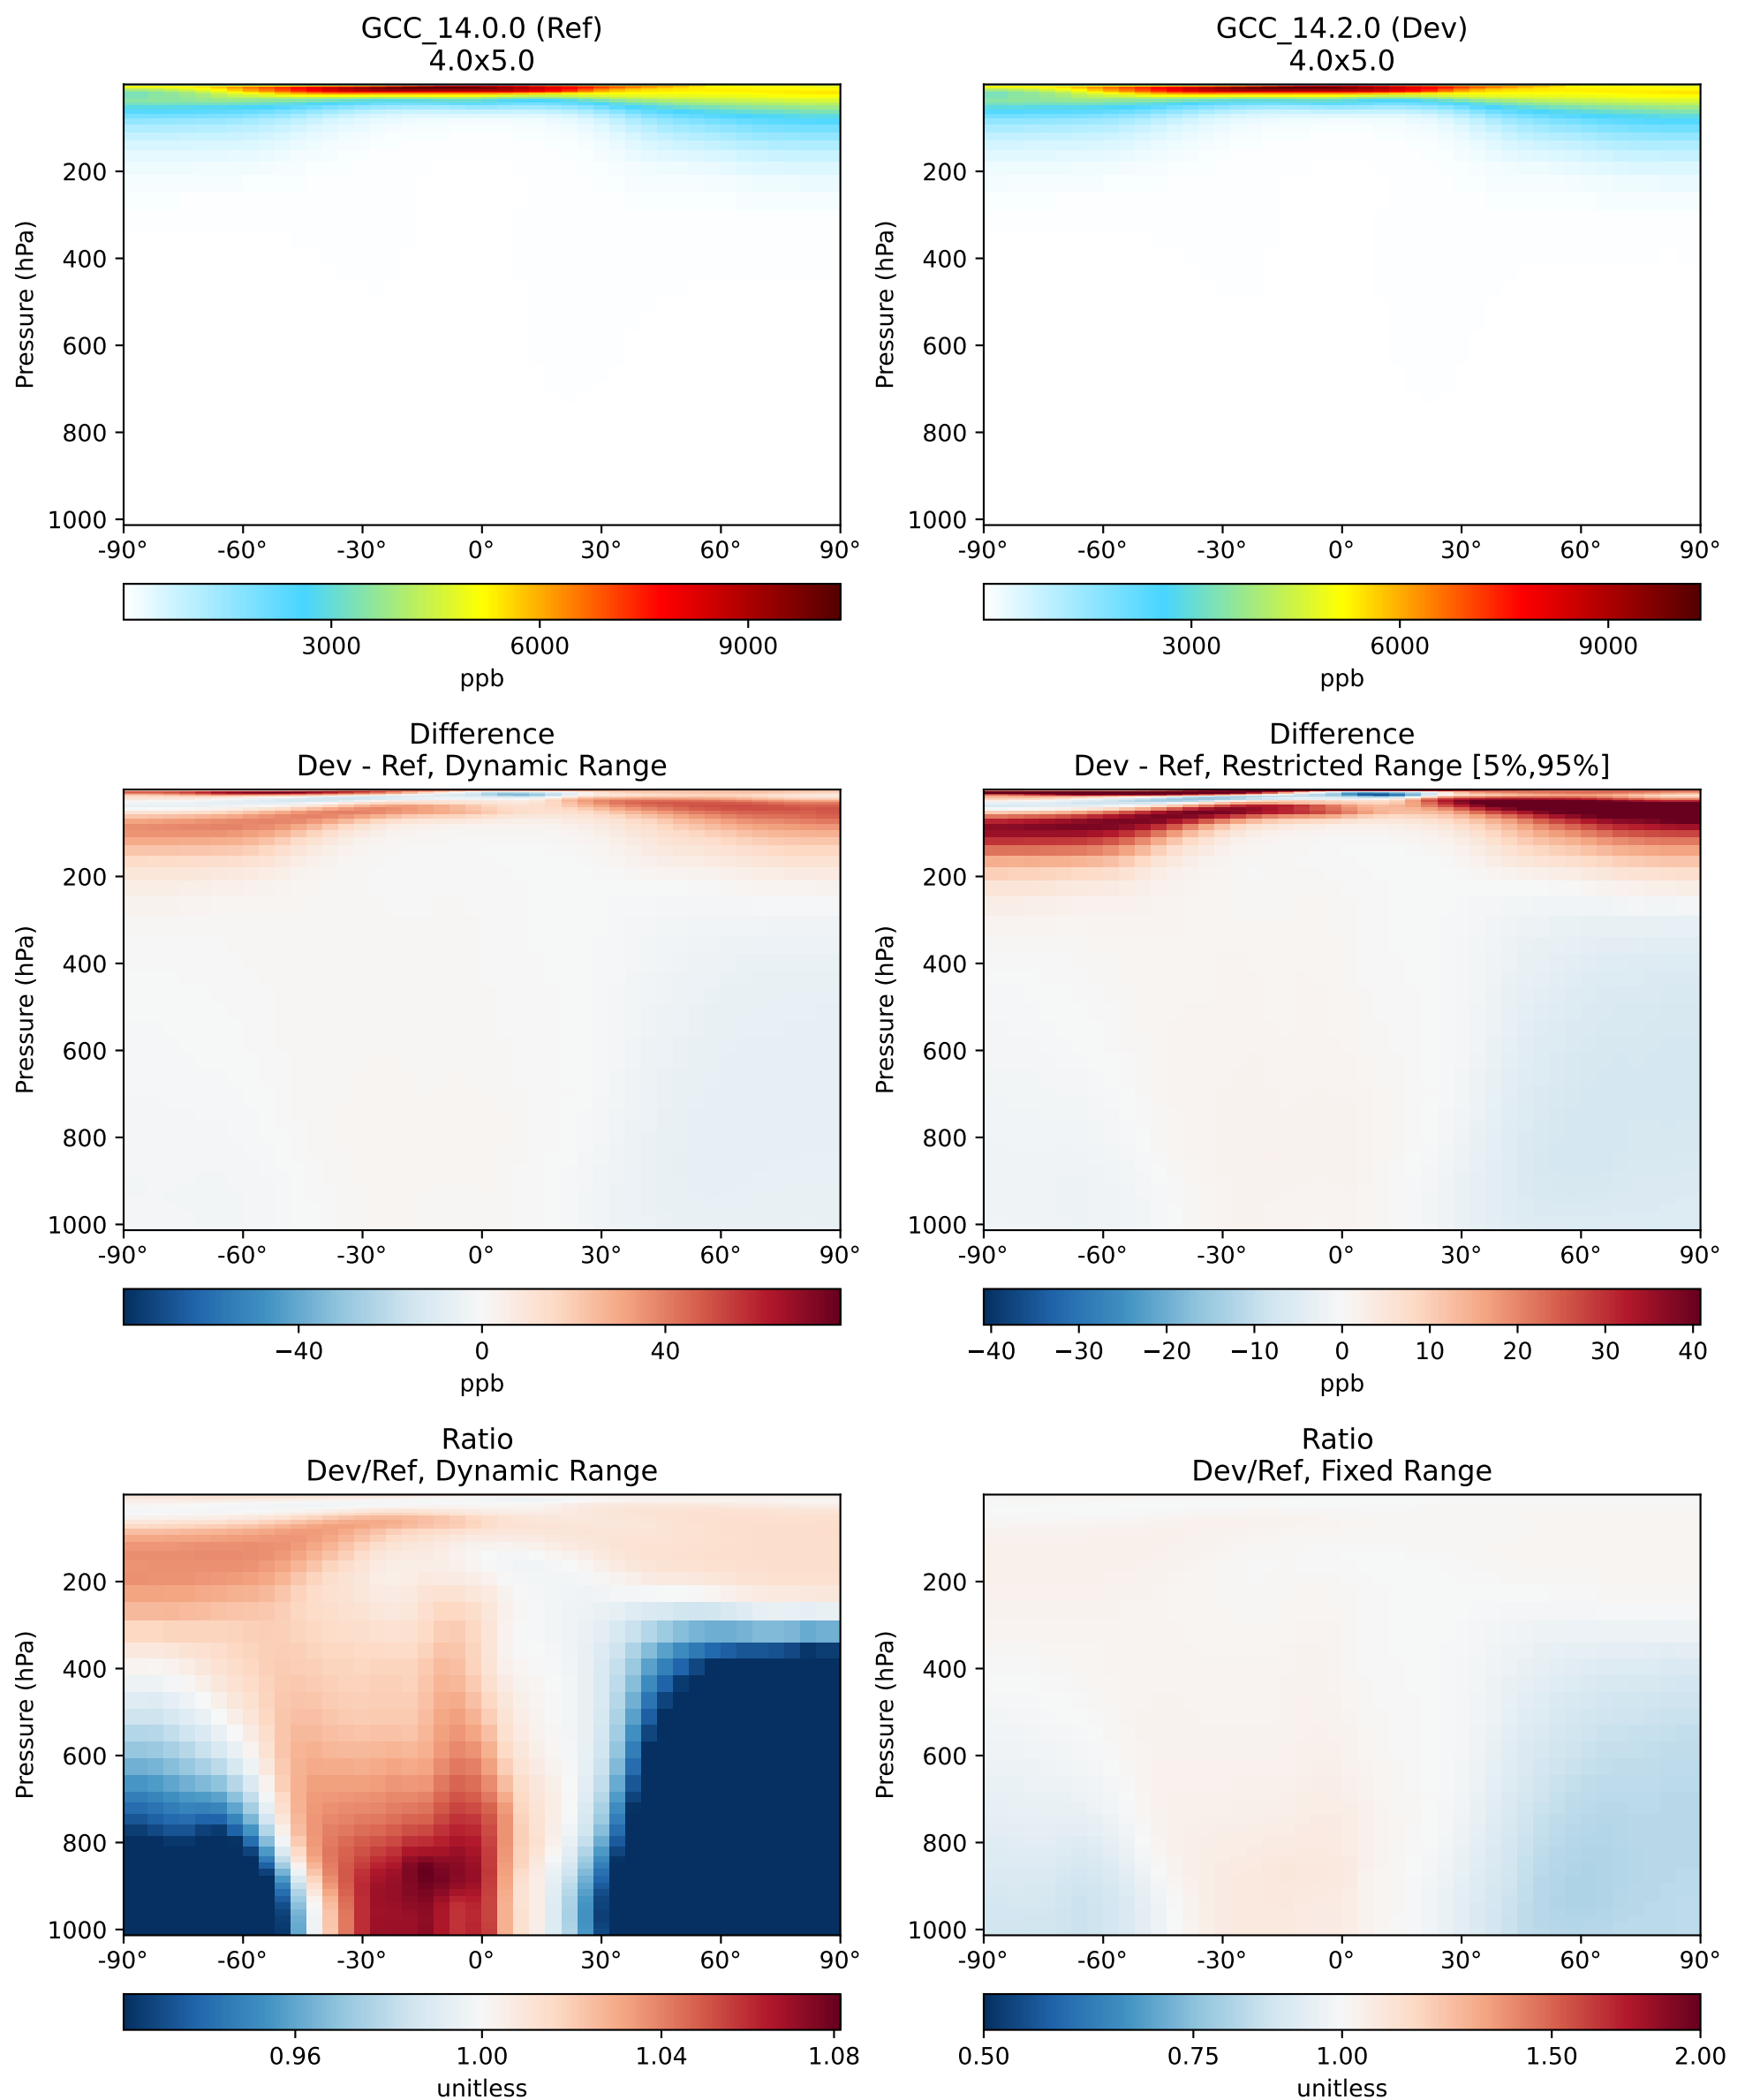 GCC_14.0.0 (Ref)
4.0x5.0
Pressure (hPa)
200
400
600
800
1000
-90° -60° -30° 0° 30° 60° 90°
3000 6000 9000
ppb
GCC_14.2.0 (Dev)
4.0x5.0
Pressure (hPa)
200
400
600
800
1000
-90° -60° -30° 0° 30° 60° 90°
3000 6000 9000
ppb
Difference
Dev - Ref, Dynamic Range
Pressure (hPa)
200
400
600
800
1000
-90° -60° -30° 0° 30° 60° 90°
−40 0 40
ppb
Difference
Dev - Ref, Restricted Range [5%,95%]
Pressure (hPa)
200
400
600
800
1000
-90° -60° -30° 0° 30° 60° 90°
−40 −30 −20 −10 0 10 20 30 40
ppb
Ratio
Dev/Ref, Dynamic Range
Pressure (hPa)
200
400
600
800
1000
-90° -60° -30° 0° 30° 60° 90°
0.96 1.00 1.04 1.08
unitless
Ratio
Dev/Ref, Fixed Range
Pressure (hPa)
200
400
600
800
1000
-90° -60° -30° 0° 30° 60° 90°
0.50 0.75 1.00 1.50 2.00
unitless